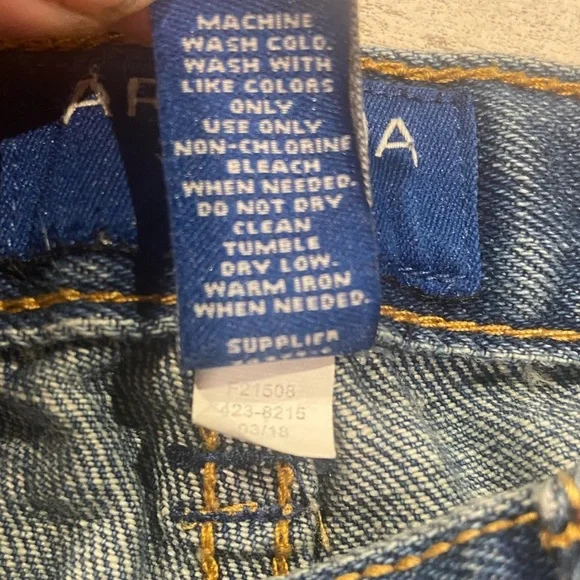 MACHINE
WASH COLD.
WASH WITH
LIKE COLORS
ONLY
USE ONLY
NON-CHLORINE
BLEACH
WHEN NEEDED.
DO NOT DRY
CLEAN
TUMBLE
DRY LOW.
WARM IRON
WHEN NEEDED.
SUPPLIER
AR A
F21508
423-8215
03/18